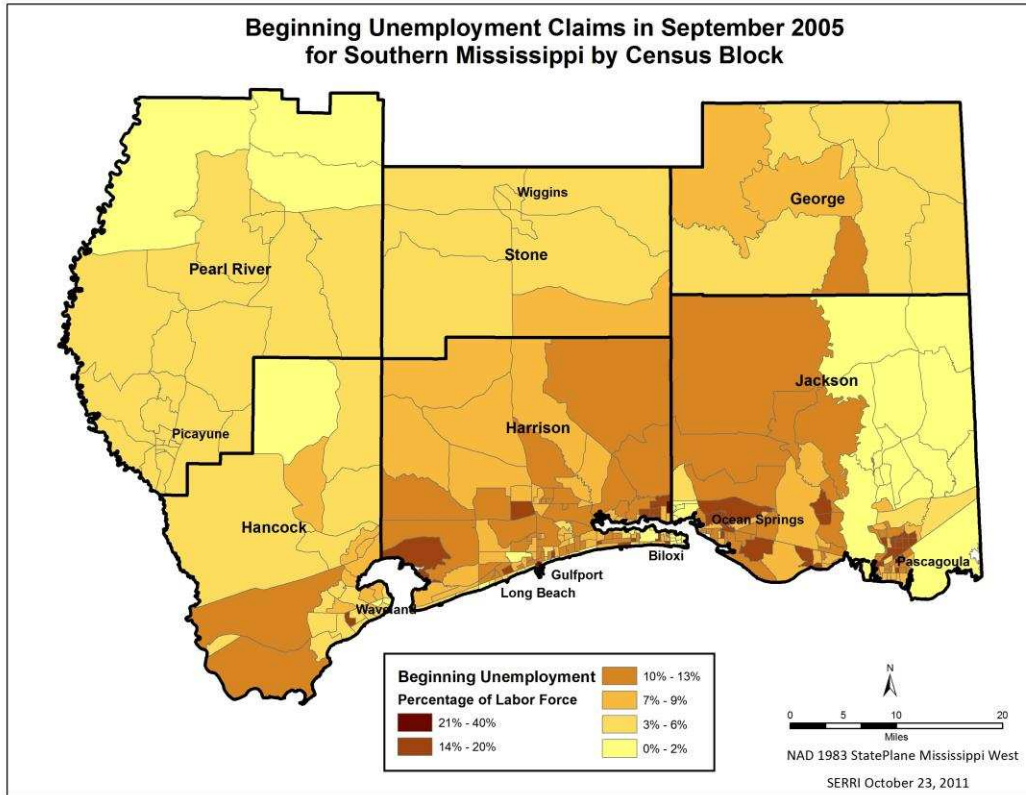 Beginning Unemployment Claims in September 2005
for Southern Mississippi by Census Block
Wiggins
George
Stone
Pearl River
Jackson
Harrison
Picayune
Hancock
Ocean Springs
Biloxi
Pascagoula
Gulfport
Long Beach
Waveland
Beginning Unemployment
Percentage of Labor Force
21% - 40%
14% - 20%
10% - 13%
7% - 9%
3% - 6%
0% - 2%
N
0 5 10 20
Miles
NAD 1983 StatePlane Mississippi West
SERRI October 23, 2011